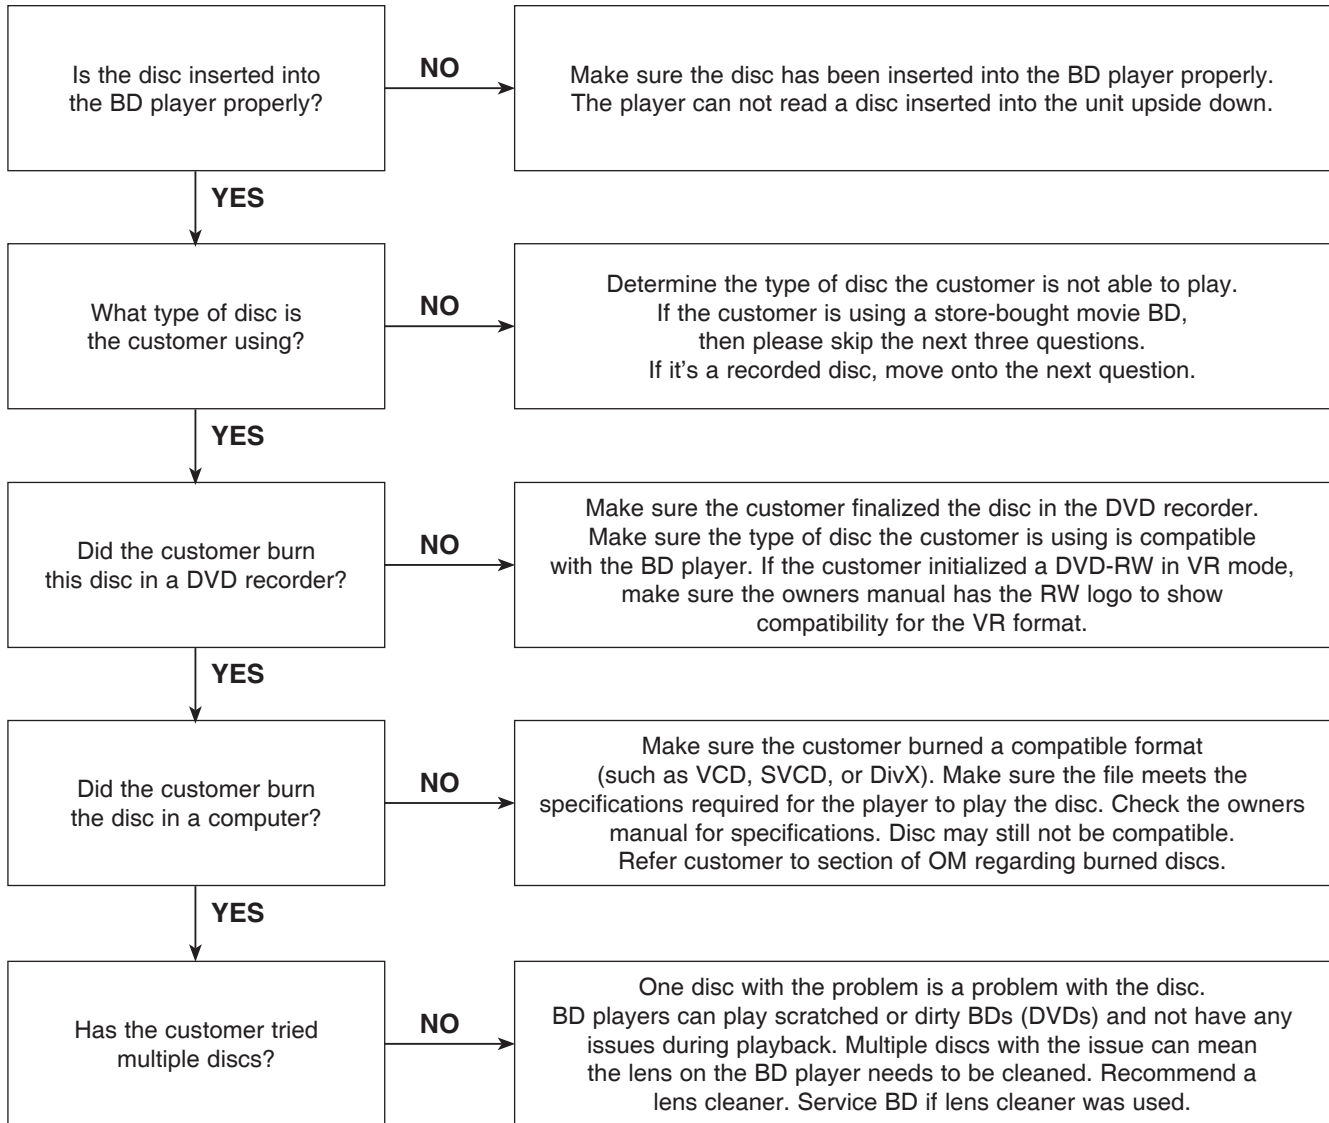 Is the disc inserted into
the BD player properly?
NO
Make sure the disc has been inserted into the BD player properly.
The player can not read a disc inserted into the unit upside down.
YES
What type of disc is
the customer using?
NO
Determine the type of disc the customer is not able to play.
If the customer is using a store-bought movie BD,
then please skip the next three questions.
If it's a recorded disc, move onto the next question.
YES
Did the customer burn
this disc in a DVD recorder?
NO
Make sure the customer finalized the disc in the DVD recorder.
Make sure the type of disc the customer is using is compatible
with the BD player. If the customer initialized a DVD-RW in VR mode,
make sure the owners manual has the RW logo to show
compatibility for the VR format.
YES
Did the customer burn
the disc in a computer?
NO
Make sure the customer burned a compatible format
(such as VCD, SVCD, or DivX). Make sure the file meets the
specifications required for the player to play the disc. Check the owners
manual for specifications. Disc may still not be compatible.
Refer customer to section of OM regarding burned discs.
YES
Has the customer tried
multiple discs?
NO
One disc with the problem is a problem with the disc.
BD players can play scratched or dirty BDs (DVDs) and not have any
issues during playback. Multiple discs with the issue can mean
the lens on the BD player needs to be cleaned. Recommend a
lens cleaner. Service BD if lens cleaner was used.